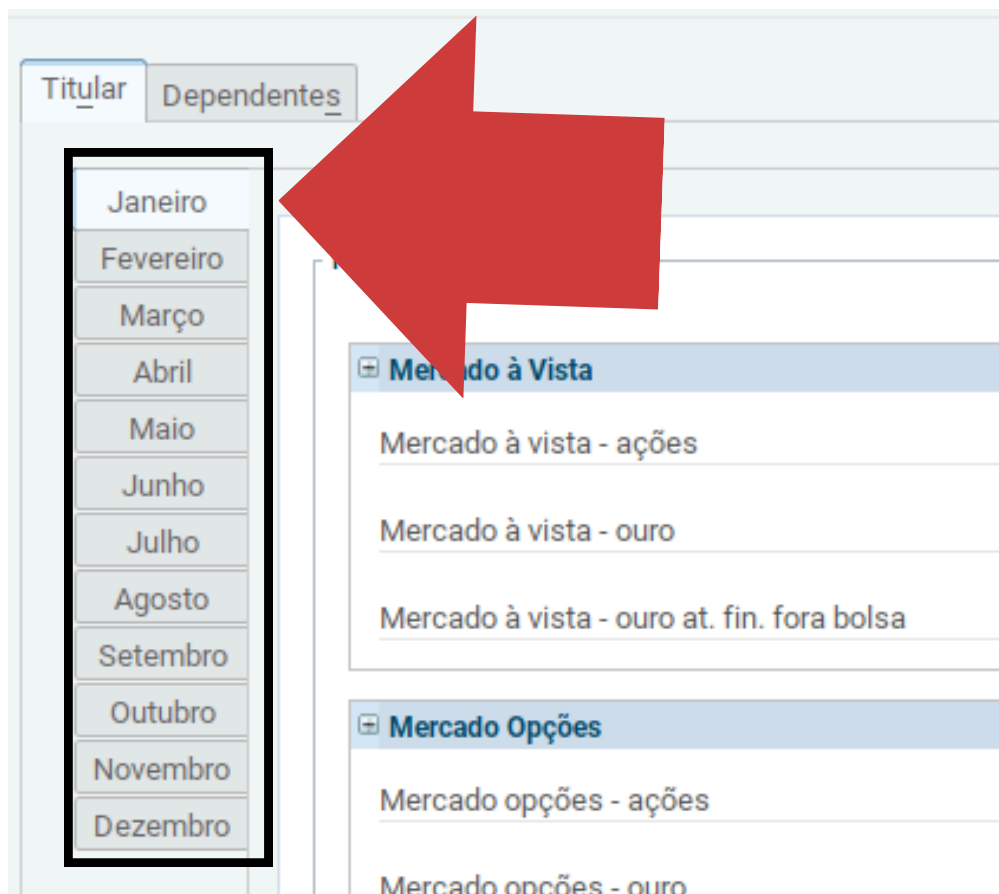 Titular
Dependentes
Janeiro
Fevereiro
Março
Abril
Maio
Junho
Julho
Agosto
Setembro
Outubro
Novembro
Dezembro
Mercado à Vista
Mercado à vista - ações
Mercado à vista - ouro
Mercado à vista - ouro at. fin. fora bolsa
Mercado Opções
Mercado opções - ações
Mercado opções - ouro